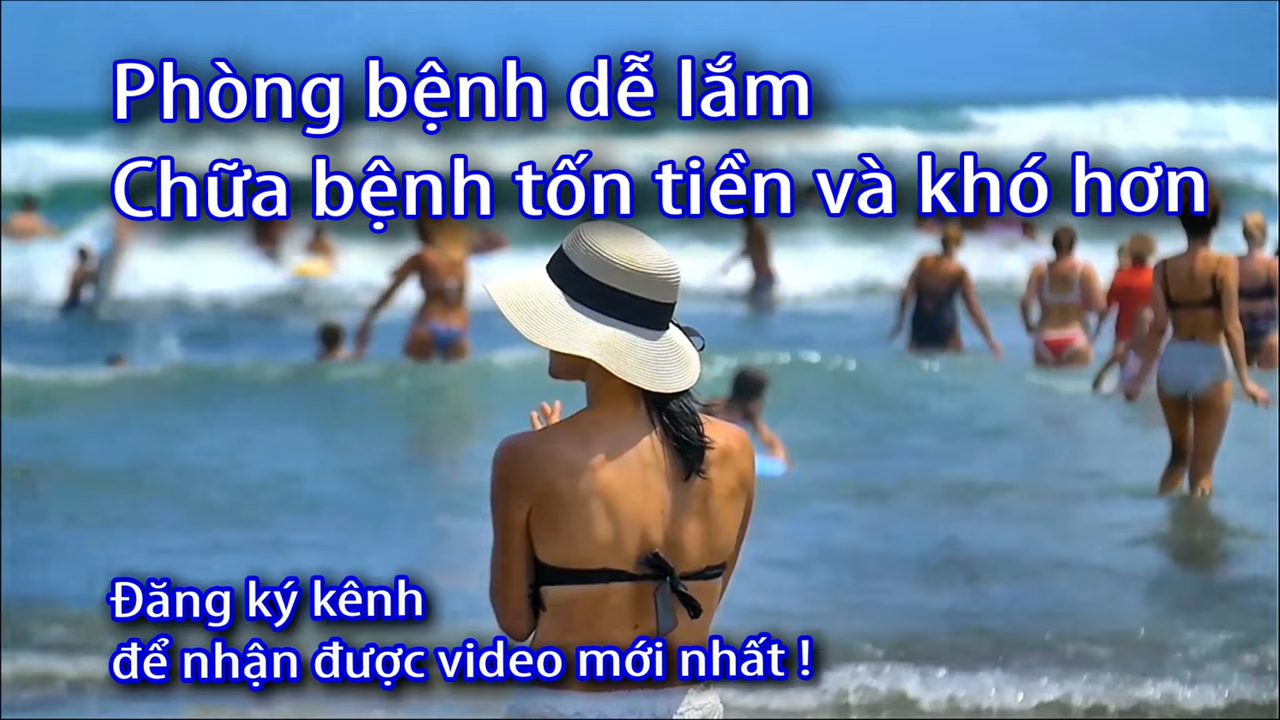 Phòng bệnh dễ lắm
Chữa bệnh tốn tiền và khó hơn
Đăng ký kênh
để nhận được video mới nhất !